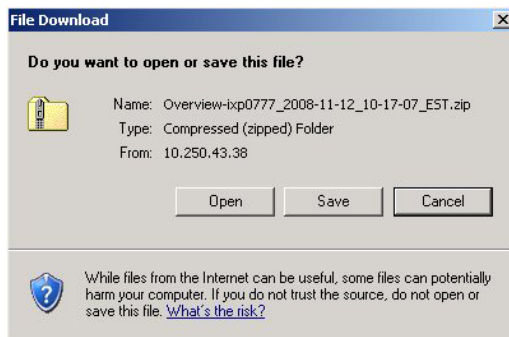 File Download
Do you want to open or save this file?
Name: Overview-ixp0777_2008-11-12_10-17-07_EST.zip
Type: Compressed (zipped) Folder
From: 10.250.43.38
Open Save Cancel
While files from the Internet can be useful, some files can potentially
harm your computer. If you do not trust the source, do not open or
save this file. What's the risk?